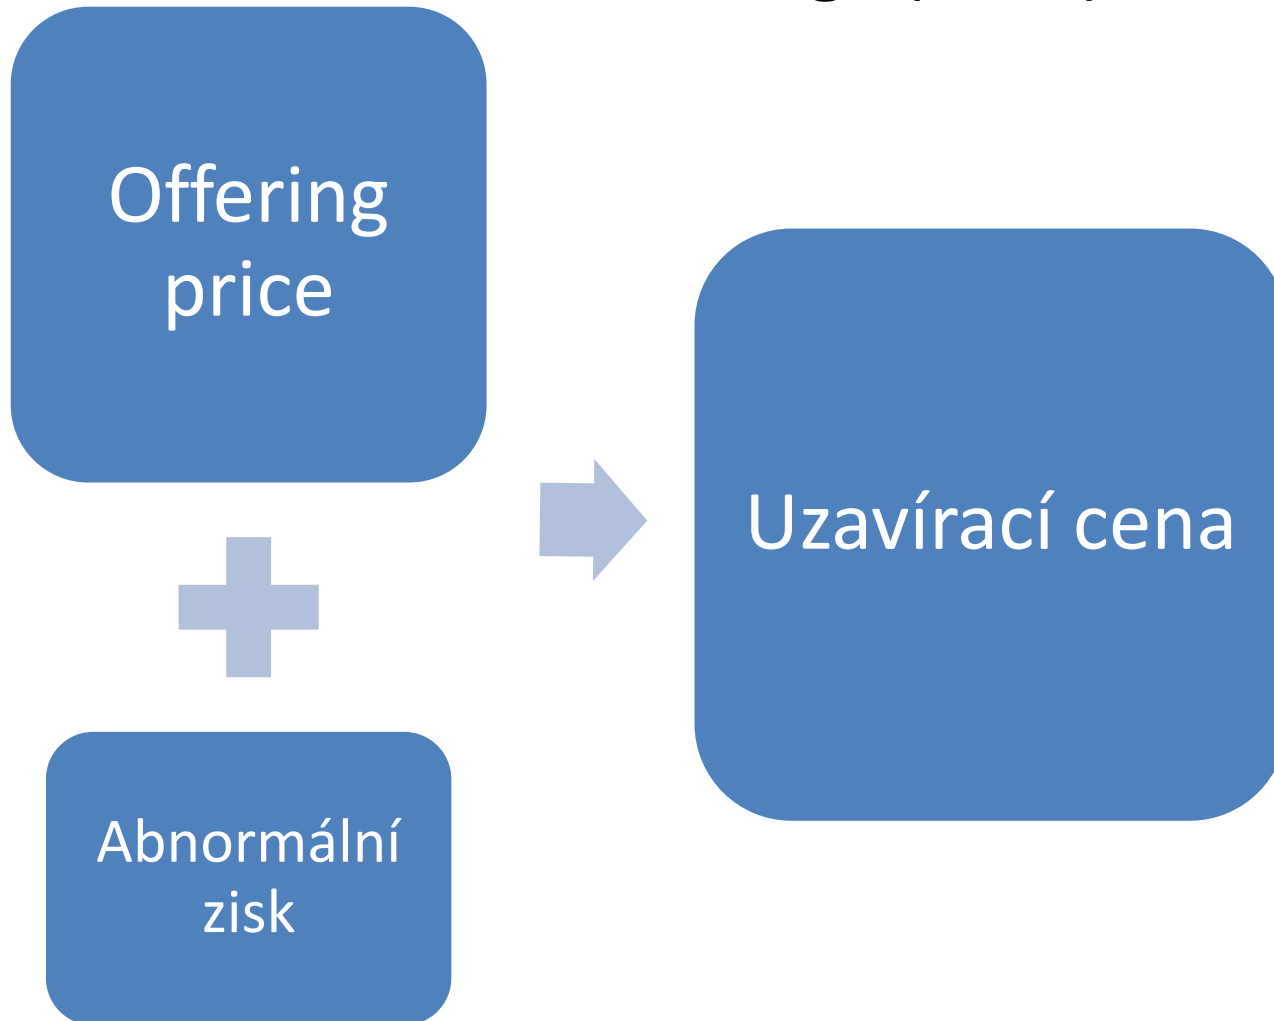 Offering
price
Uzavírací cena
Abnormální
zisk